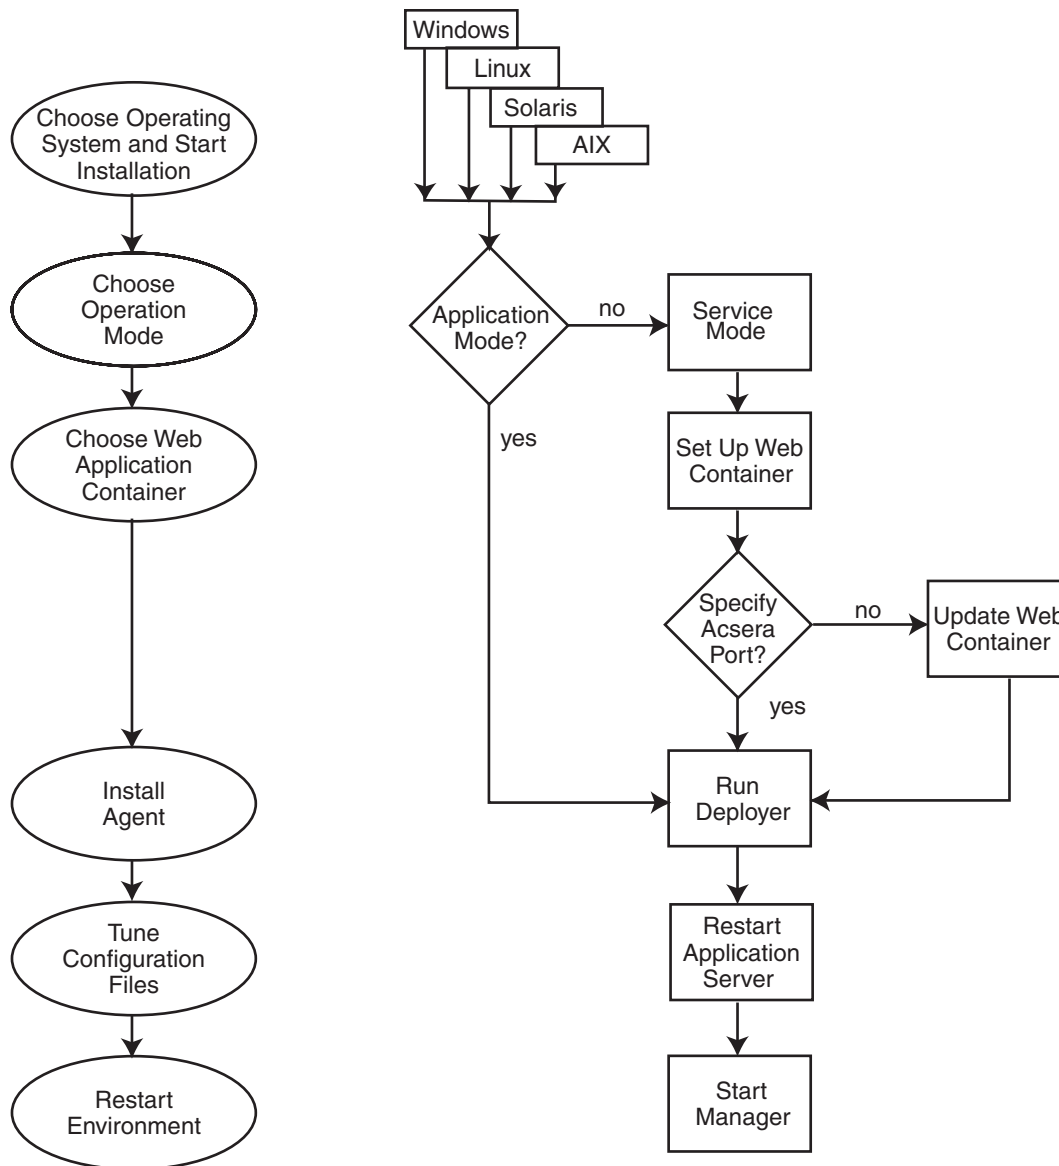 Choose Operating
System and Start
Installation
Choose
Operation
Mode
Choose Web
Application
Container
Install
Agent
Tune
Configuration
Files
Restart
Environment
Windows
Linux
Solaris
AIX
Application
Mode?
no
yes
Service
Mode
Set Up Web
Container
Specify
Acsera
Port?
no
yes
Update Web
Container
Run
Deployer
Restart
Application
Server
Start
Manager